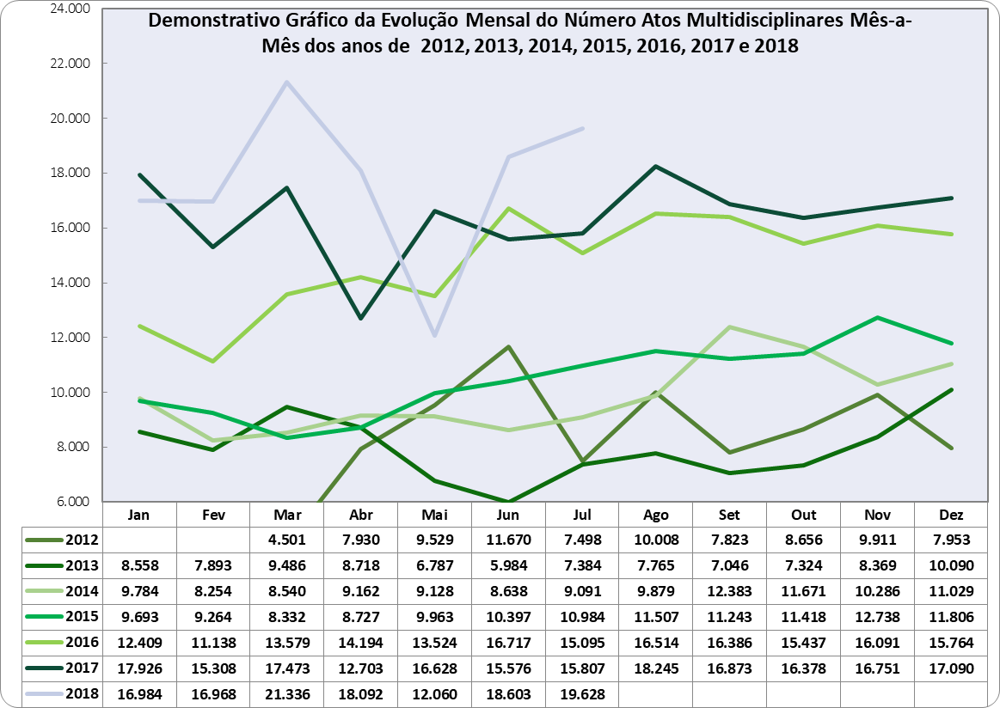 Demonstrativo Gráfico da Evolução Mensal do Número Atos Multidisciplinares Mês-a-
Mês dos anos de 2012, 2013, 2014, 2015, 2016, 2017 e 2018
24.000
22.000
20.000
18.000
16.000
14.000
12.000
10.000
8.000
6.000
Jan Fev Mar Abr Mai Jun Jul Ago Set Out Nov Dez
2012 4.501 7.930 9.529 11.670 7.498 10.008 7.823 8.656 9.911 7.953
2013 8.558 7.893 9.486 8.718 6.787 5.984 7.384 7.765 7.046 7.324 8.369 10.090
2014 9.784 8.254 8.540 9.162 9.128 8.638 9.091 9.879 12.383 11.671 10.286 11.029
2015 9.693 9.264 8.332 8.727 9.963 10.397 10.984 11.507 11.243 11.418 12.738 11.806
2016 12.409 11.138 13.579 14.194 13.524 16.717 15.095 16.514 16.386 15.437 16.091 15.764
2017 17.926 15.308 17.473 12.703 16.628 15.576 15.807 18.245 16.873 16.378 16.751 17.090
2018 16.984 16.968 21.336 18.092 12.060 18.603 19.628